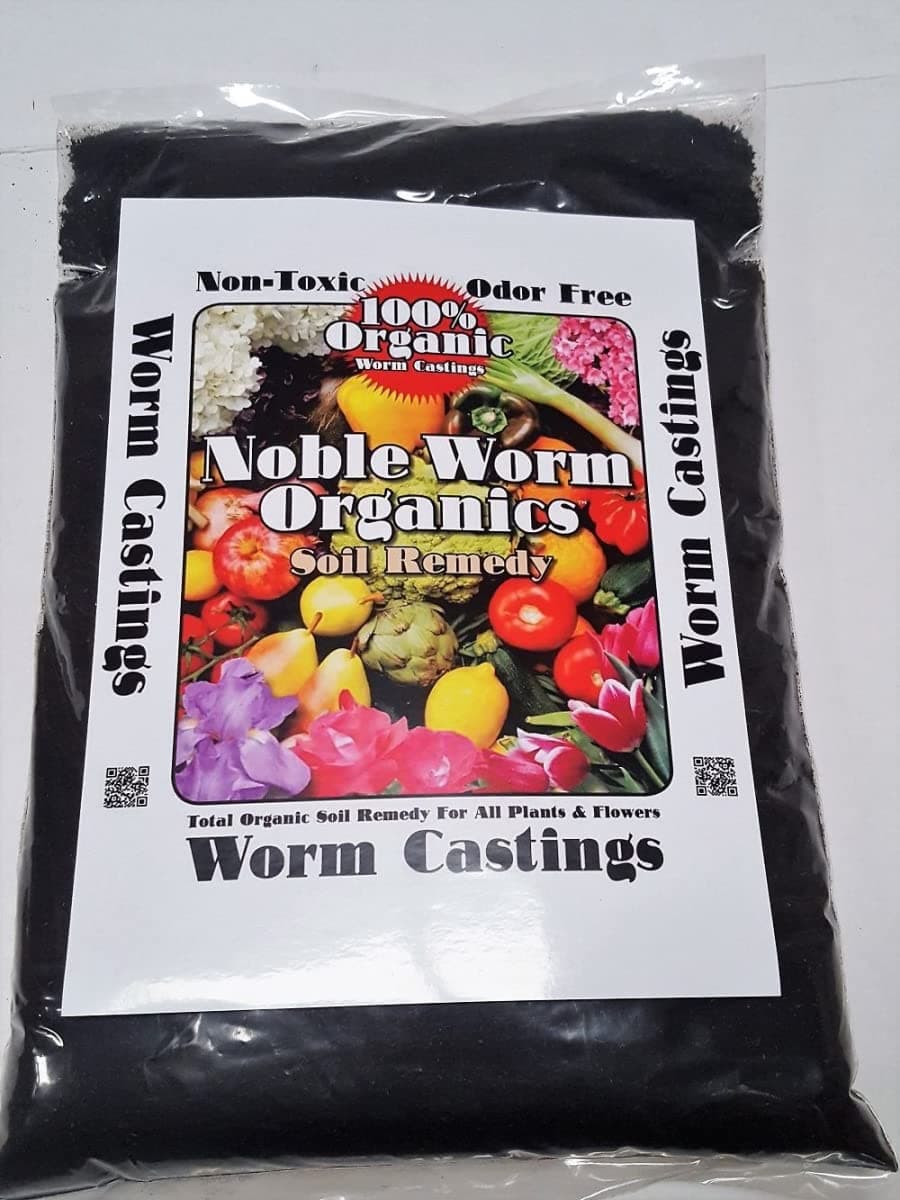 Non-Toxic
Odor Free
100%
Organic
Worm Castings
Worm Castings
Worm Castings
Noble Worm
Organics™
Soil Remedy
Total Organic Soil Remedy For All Plants & Flowers
Worm Castings